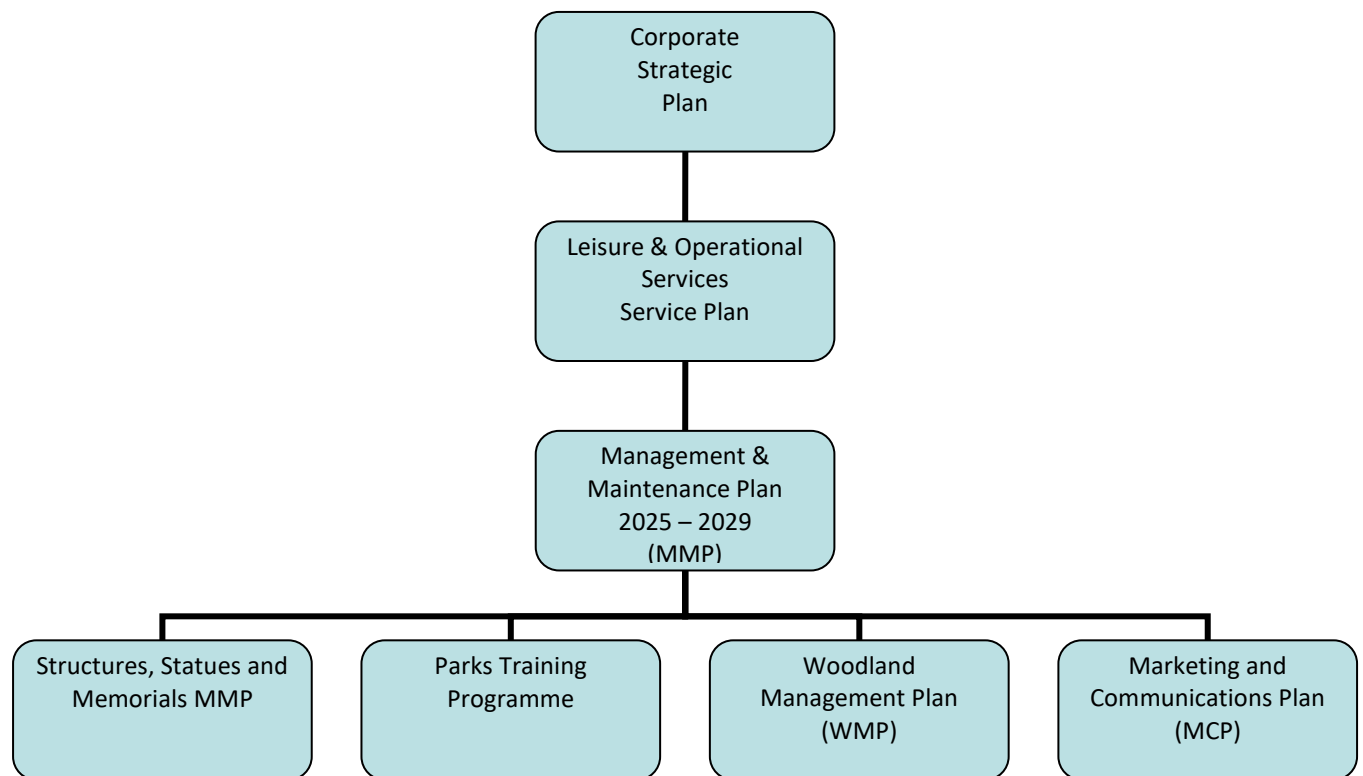 Corporate
Strategic
Plan
Leisure & Operational
Services
Service Plan
Management &
Maintenance Plan
2025 – 2029
(MMP)
Structures, Statues and
Memorials MMP
Parks Training
Programme
Woodland
Management Plan
(WMP)
Marketing and
Communications Plan
(MCP)